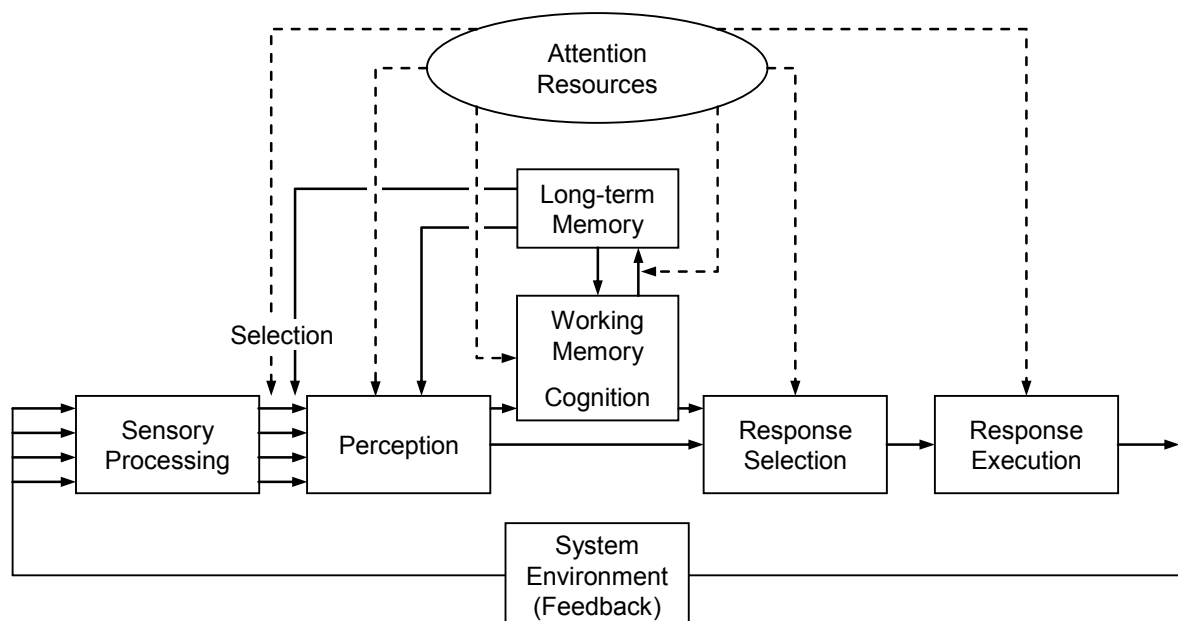 Attention
Resources
Long-term
Memory
Selection
Working
Memory
Cognition
Sensory
Processing
Perception
Response
Selection
Response
Execution
System
Environment
(Feedback)